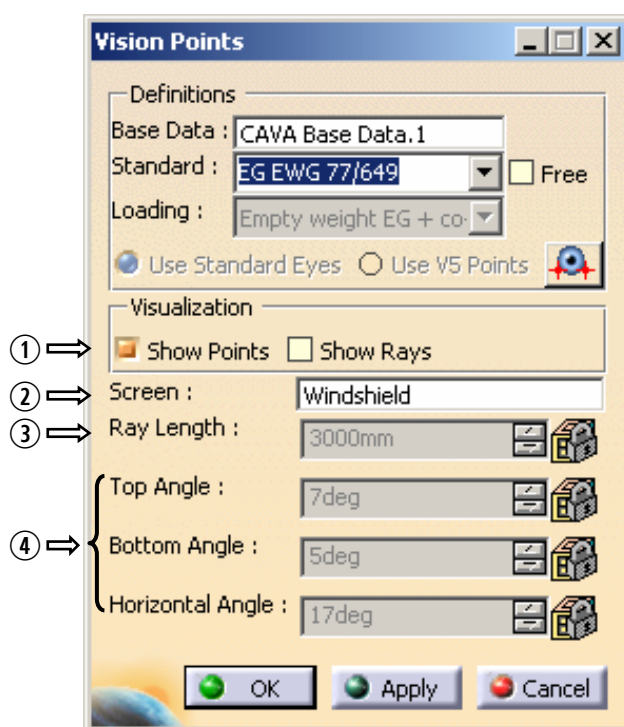 Vision Points
Definitions
Base Data : CAVA Base Data.1
Standard : EG EWG 77/649 Free
Loading : Empty weight EG + co-
Use Standard Eyes Use V5 Points
Visualization
① Show Points Show Rays
② Screen : Windshield
③ Ray Length : 3000mm
Top Angle : 7deg
④ Bottom Angle : 5deg
Horizontal Angle : 17deg
OK Apply Cancel